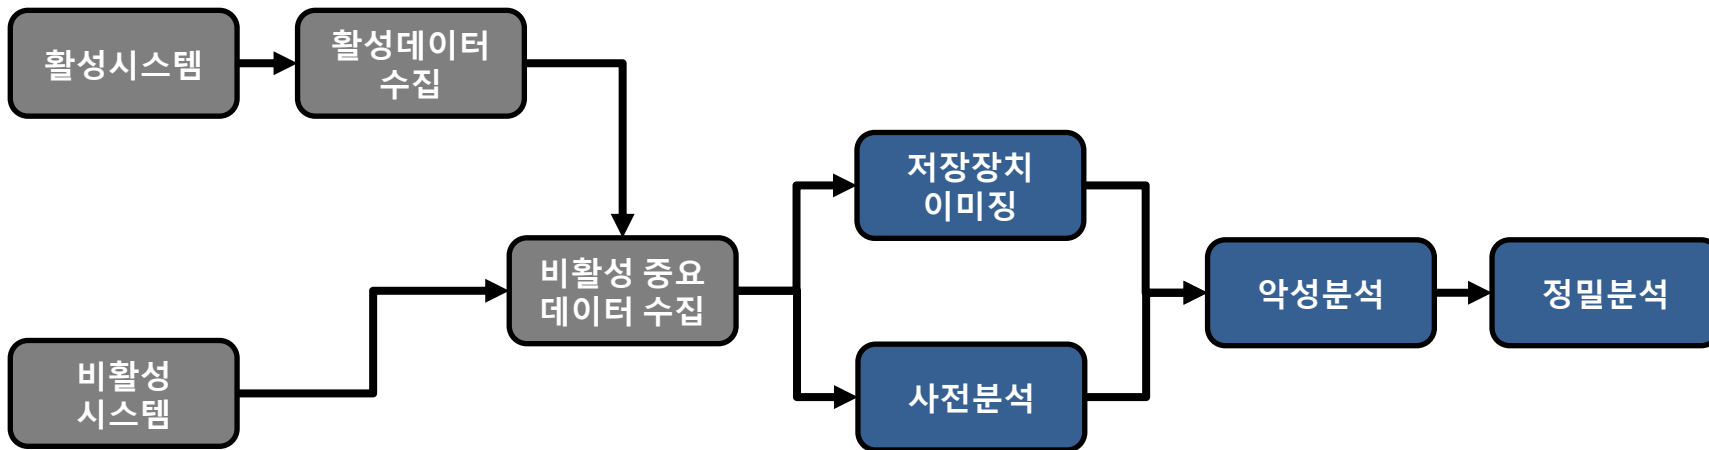 활성시스템
활성데이터
수집
비활성 중요
데이터 수집
비활성
시스템
저장장치
이미징
사전분석
악성분석
정밀분석